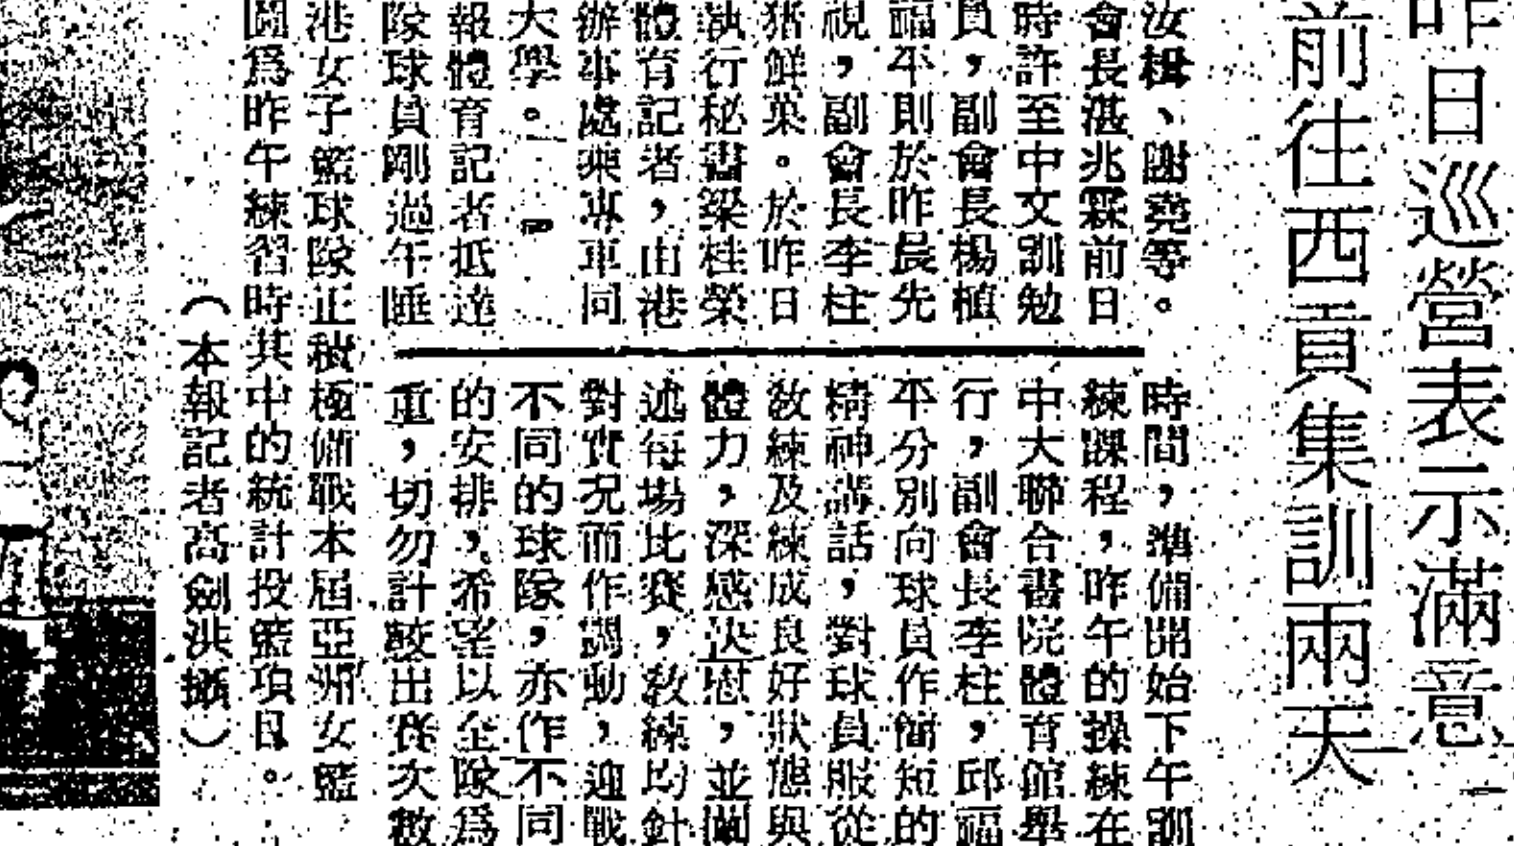 昨日巡營表示滿意
前往西貢集訓兩天
汝楫、謝堯等。
會長湛兆霖前日
時許至中文訓勉
員，副會長楊植
福平則於昨晨先
視，副會長李柱
猪鮮菓。於昨日
執行秘書梁桂榮
體育記者，由港
辦事處乘專車同
大學。
報體育記者抵達
隊球員剛過午睡
時間，準備開始下午訓
練課程，昨午的操練在
中大聯合書院體育館舉
行，副會長李柱，邱福
平分別向球員作簡短的
精神講話，對球員服從
敎練及練成良好狀態與
體力，深感快慰，並闡
述每場比賽，敎練均針
對實況而作調動，迎戰
不同的球隊，亦作不同
的安排，希望以全隊爲
重，切勿計較出賽次數
港女子籃球隊正積極備戰本屆亞洲女籃
圖爲昨午練習時其中的統計投籃項目。
（本報記者高劍洪攝）